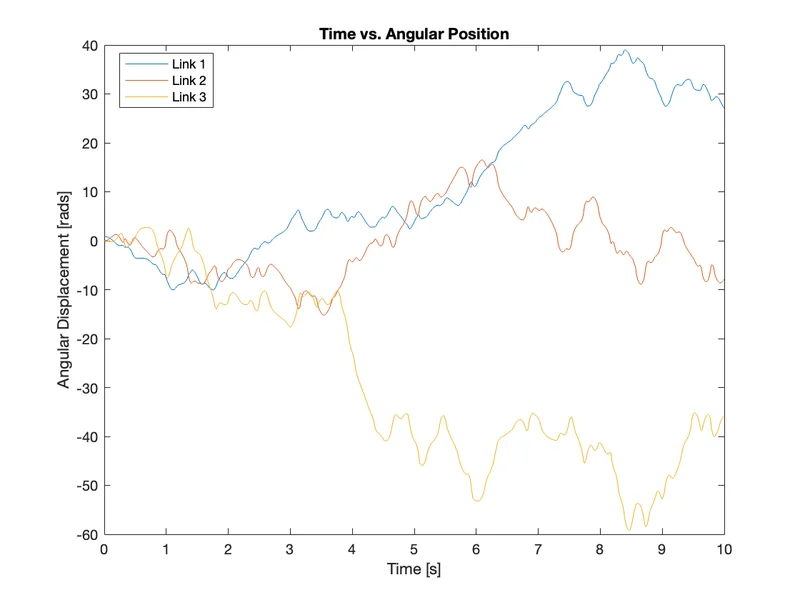 Time vs. Angular Position
Link 1
Link 2
Link 3
Angular Displacement [rads]
40
30
20
10
0
-10
-20
-30
-40
-50
-60
0 1 2 3 4 5 6 7 8 9 10
Time [s]